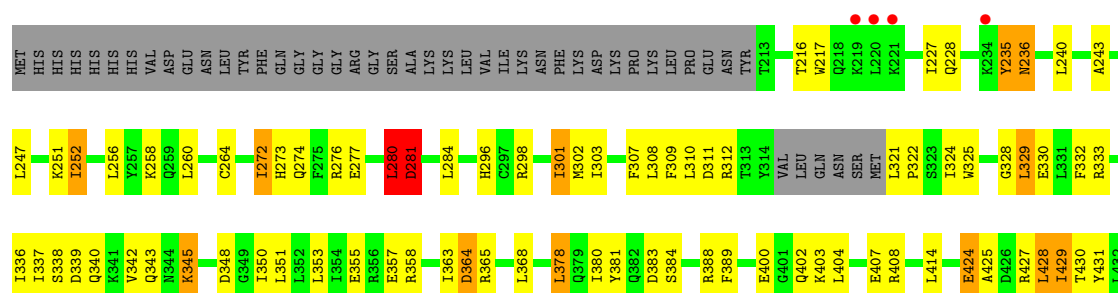 MET HIS HIS HIS HIS HIS HIS VAL ASP GLU ASN LEU TYR PHE GLN GLY GLY GLY ARG GLY SER ALA LYS LYS LEU VAL ILE LYS ASN PHE LYS ASP LYS PRO LYS LEU PRO GLU ASN TYR T213 T216 W217 Q218 K219 L220 K221 I227 Q228 K234 Y235 N236 L240 A243
L247 K251 I252 L256 Y257 K258 Q259 L260 C264 I272 H273 Q274 F275 R276 E277 L280 D281 L284 H296 C297 R298 I301 M302 I303 F307 L308 F309 L310 D311 R312 T313 Y314 VAL LEU GLN ASN SER MET L321 P322 S323 I324 W325 G328 L329 E330 L331 F332 R333
I336 I337 S338 D339 Q340 K341 V342 Q343 N344 K345 D348 G349 I350 L351 L352 L353 I354 E355 R356 E357 R358 I363 D364 R365 L368 L378 Q379 I380 Y381 Q382 D383 S384 R388 F389 E400 G401 Q402 K403 L404 E407 R408 L414 E424 A425 D426 R427 L428 I429 T430 Y431 L432